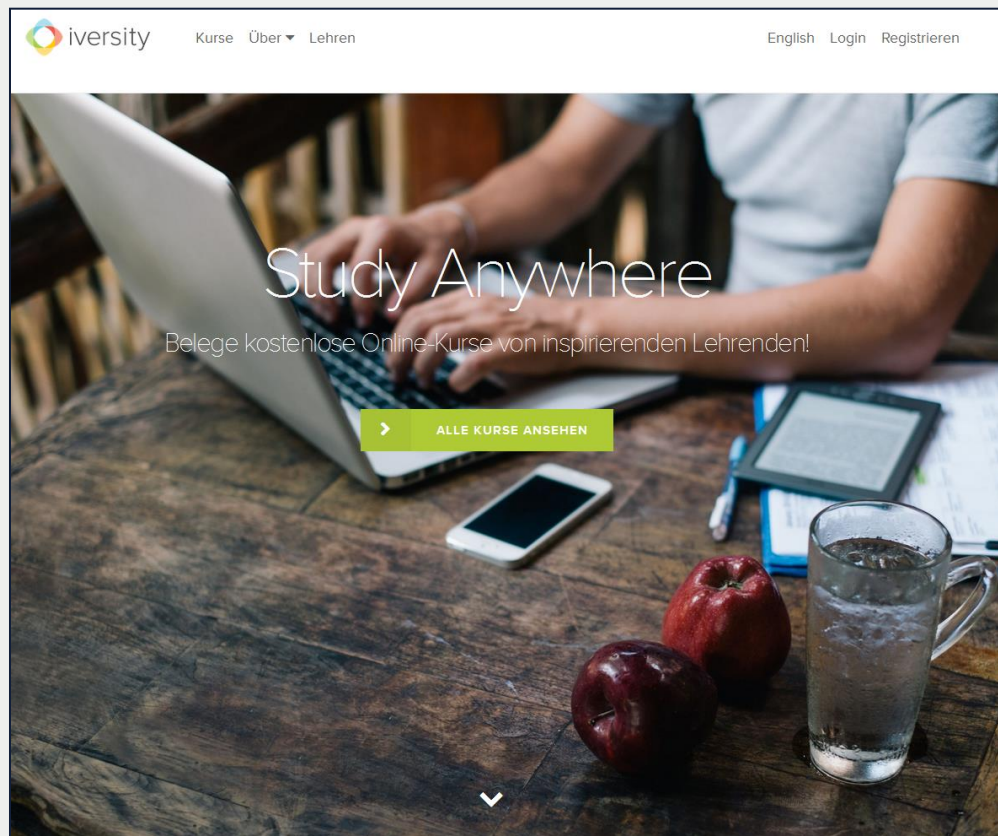 iversity Kurse Über Lehren English Login Registrieren
Study Anywhere
Belege kostenlose Online-Kurse von inspirierenden Lehrenden!
ALLE KURSE ANSEHEN